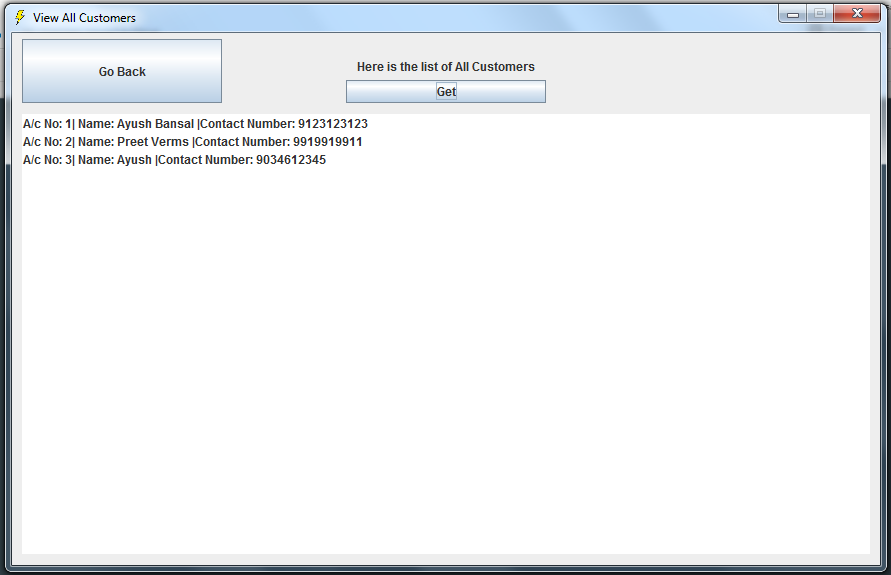 View All Customers
Go Back
Here is the list of All Customers
Get
A/c No: 1| Name: Ayush Bansal |Contact Number: 9123123123
A/c No: 2| Name: Preet Verms |Contact Number: 9919919911
A/c No: 3| Name: Ayush |Contact Number: 9034612345